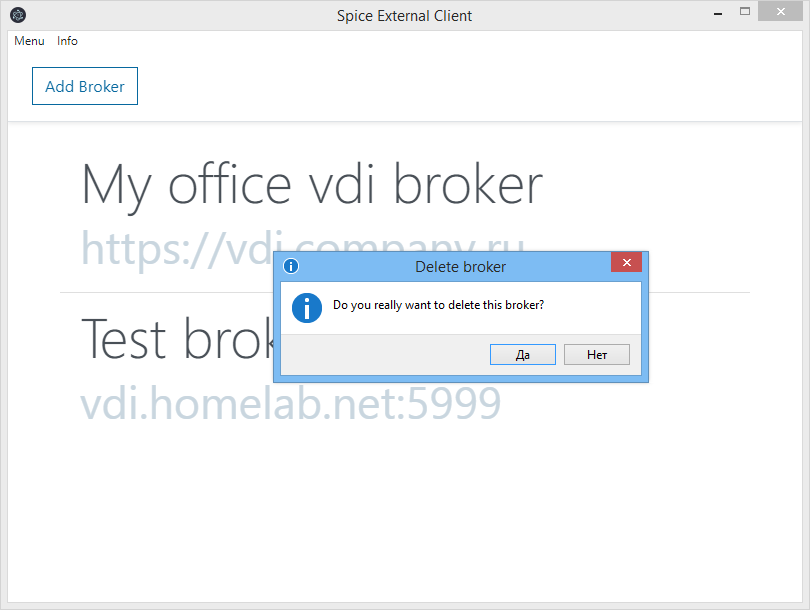 Spice External Client
Menu Info
Add Broker
My office vdi broker
https://vdi.company.ru
Delete broker
Do you really want to delete this broker?
Да Нет
Test
vdi.homelab.net:5999